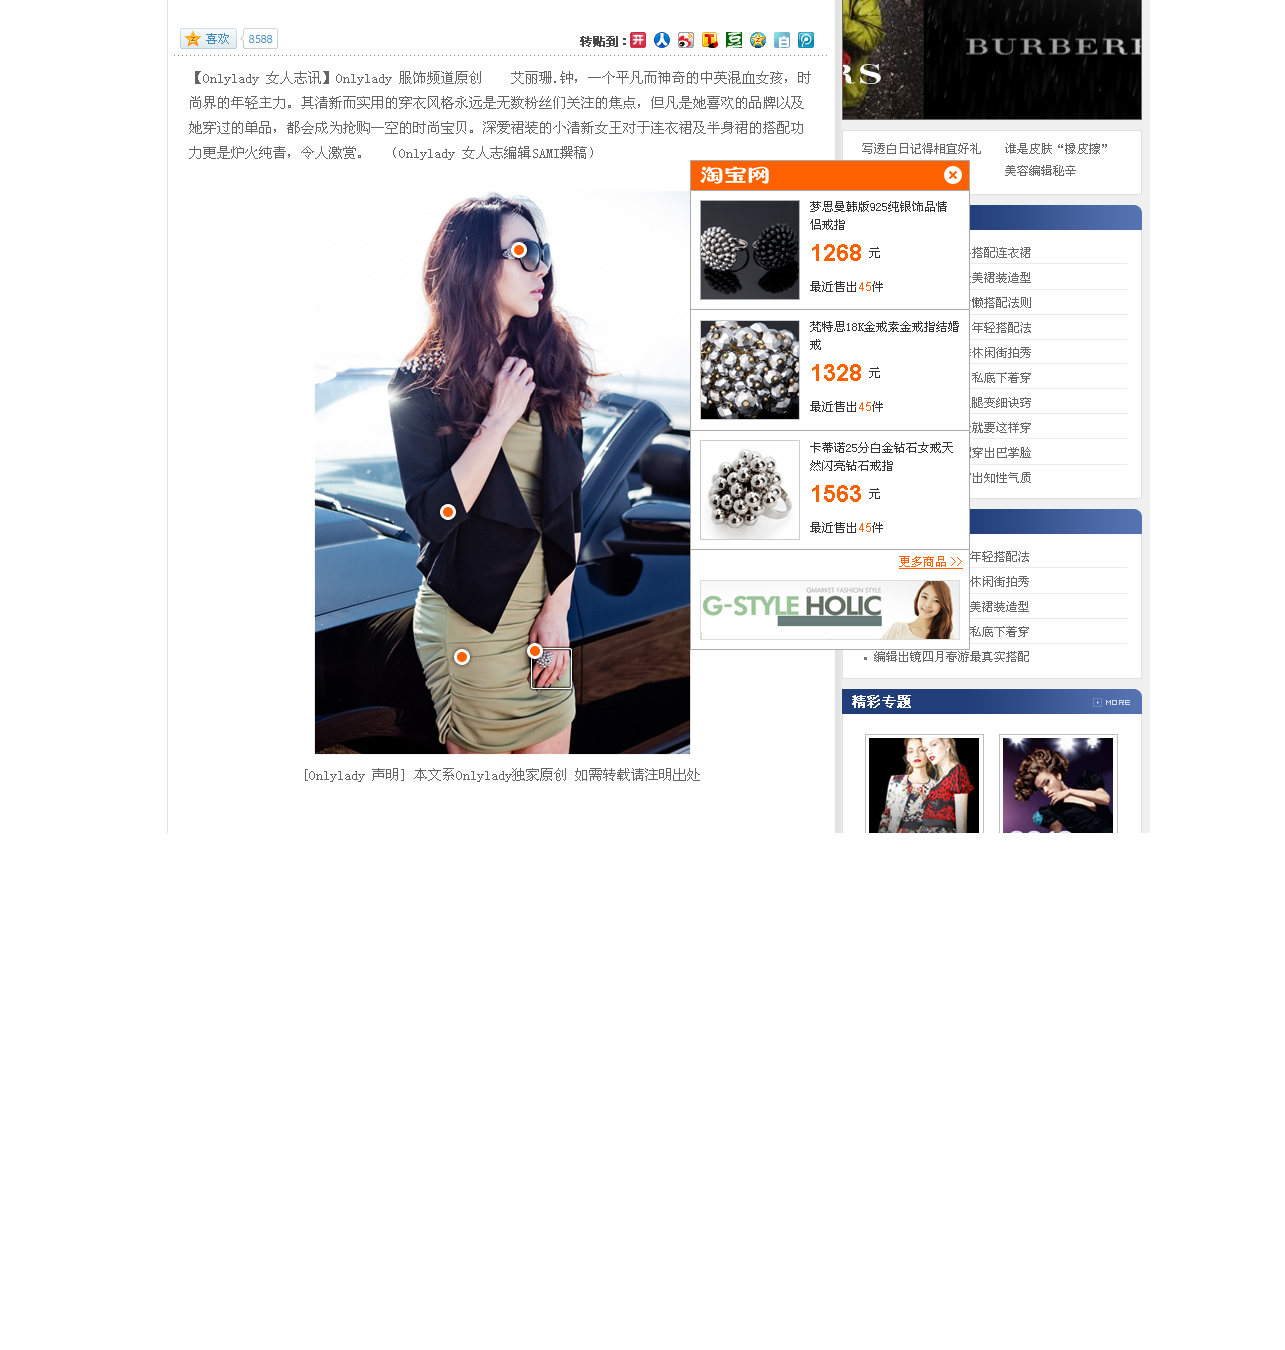 喜欢
8588
转贴到：
BURBER
RS
【Onlylady 女人志讯】Onlylady 服饰频道原创　　艾丽珊.钟，一个平凡而神奇的中英混血女孩，时
尚界的年轻主力。其清新而实用的穿衣风格永远是无数粉丝们关注的焦点，但凡是她喜欢的品牌以及
她穿过的单品，都会成为抢购一空的时尚宝贝。深爱裙装的小清新女王对于连衣裙及半身裙的搭配功
力更是炉火纯青，令人激赏。　（Onlylady 女人志编辑SAMI撰稿）
写透白日记得相宜好礼
谁是皮肤“橡皮擦”
美容编辑秘辛
淘宝网
梦思曼韩版925纯银饰品情
侣戒指
1268 元
最近售出45件
梵特思18K金戒素金戒指结婚
戒
1328 元
最近售出45件
卡蒂诺25分白金钻石女戒天
然闪亮钻石戒指
1563 元
最近售出45件
更多商品 >>
GMARKET FASHION STYLE
G-STYLE HOLIC
搭配连衣裙
美裙装造型
懒搭配法则
年轻搭配法
休闲街拍秀
私底下着穿
腿变细诀窍
就要这样穿
穿出巴掌脸
出知性气质
年轻搭配法
休闲街拍秀
美裙装造型
私底下着穿
编辑出镜四月春游最真实搭配
精彩专题
MORE
[Onlylady 声明] 本文系Onlylady独家原创 如需转载请注明出处